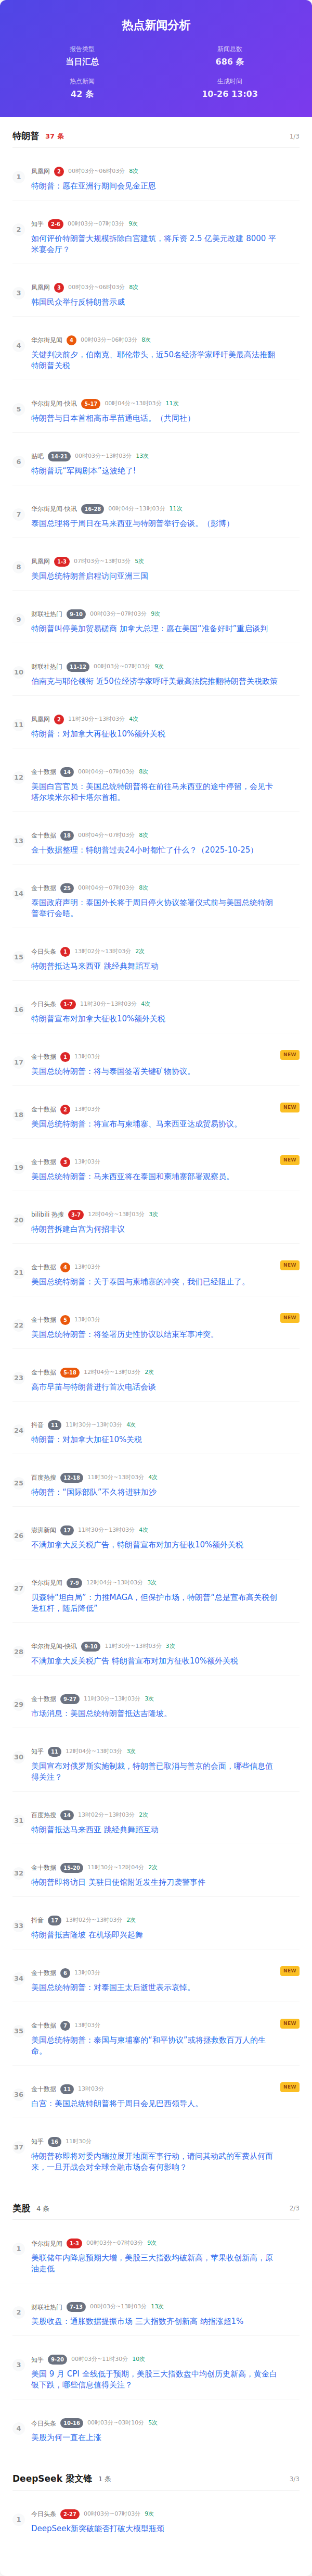 热点新闻分析
报告类型
当日汇总
新闻总数
686 条
热点新闻
42 条
生成时间
10-26 13:03
特朗普 37 条 1/3
1
凤凰网 2 00时03分~06时03分 8次
特朗普：愿在亚洲行期间会见金正恩
2
知乎 2-6 00时03分~07时03分 9次
如何评价特朗普大规模拆除白宫建筑，将斥资 2.5 亿美元改建 8000 平
米宴会厅？
3
凤凰网 3 00时03分~06时03分 8次
韩国民众举行反特朗普示威
4
华尔街见闻 4 00时03分~06时03分 8次
关键判决前夕，伯南克、耶伦带头，近50名经济学家呼吁美最高法推翻
特朗普关税
5
华尔街见闻-快讯 5-17 00时04分~13时03分 11次
特朗普与日本首相高市早苗通电话。（共同社）
6
贴吧 14-21 00时03分~13时03分 13次
特朗普玩“军阀剧本”这波绝了!
7
华尔街见闻-快讯 16-28 00时04分~13时03分 11次
泰国总理将于周日在马来西亚与特朗普举行会谈。（彭博）
8
凤凰网 1-3 07时03分~13时03分 5次
美国总统特朗普启程访问亚洲三国
9
财联社热门 9-10 00时03分~07时03分 9次
特朗普叫停美加贸易磋商 加拿大总理：愿在美国“准备好时”重启谈判
10
财联社热门 11-12 00时03分~07时03分 9次
伯南克与耶伦领衔 近50位经济学家呼吁美最高法院推翻特朗普关税政策
11
凤凰网 2 11时30分~13时03分 4次
特朗普：对加拿大再征收10%额外关税
12
金十数据 14 00时04分~07时03分 8次
美国白宫官员：美国总统特朗普将在前往马来西亚的途中停留，会见卡
塔尔埃米尔和卡塔尔首相。
13
金十数据 18 00时04分~07时03分 8次
金十数据整理：特朗普过去24小时都忙了什么？（2025-10-25）
14
金十数据 25 00时04分~07时03分 8次
泰国政府声明：泰国外长将于周日停火协议签署仪式前与美国总统特朗
普举行会晤。
15
今日头条 1 13时02分~13时03分 2次
特朗普抵达马来西亚 跳经典舞蹈互动
16
今日头条 1-7 11时30分~13时03分 4次
特朗普宣布对加拿大征收10%额外关税
17
金十数据 1 13时03分 NEW
美国总统特朗普：将与泰国签署关键矿物协议。
18
金十数据 2 13时03分 NEW
美国总统特朗普：将宣布与柬埔寨、马来西亚达成贸易协议。
19
金十数据 3 13时03分 NEW
美国总统特朗普：马来西亚将在泰国和柬埔寨部署观察员。
20
bilibili 热搜 3-7 12时04分~13时03分 3次
特朗普拆建白宫为何招非议
21
金十数据 4 13时03分 NEW
美国总统特朗普：关于泰国与柬埔寨的冲突，我们已经阻止了。
22
金十数据 5 13时03分 NEW
美国总统特朗普：将签署历史性协议以结束军事冲突。
23
金十数据 5-18 12时04分~13时03分 2次
高市早苗与特朗普进行首次电话会谈
24
抖音 11 11时30分~13时03分 4次
特朗普：对加拿大加征10%关税
25
百度热搜 12-18 11时30分~13时03分 4次
特朗普：“国际部队”不久将进驻加沙
26
澎湃新闻 17 11时30分~13时03分 4次
不满加拿大反关税广告，特朗普宣布对加方征收10%额外关税
27
华尔街见闻 7-9 12时04分~13时03分 3次
贝森特“坦白局”：力推MAGA，但保护市场，特朗普“总是宣布高关税创
造杠杆，随后降低”
28
华尔街见闻-快讯 9-10 11时30分~13时03分 3次
不满加拿大反关税广告 特朗普宣布对加方征收10%额外关税
29
金十数据 9-27 11时30分~13时03分 3次
市场消息：美国总统特朗普抵达吉隆坡。
30
知乎 11 12时04分~13时03分 3次
美国宣布对俄罗斯实施制裁，特朗普已取消与普京的会面，哪些信息值
得关注？
31
百度热搜 14 13时02分~13时03分 2次
特朗普抵达马来西亚 跳经典舞蹈互动
32
金十数据 15-20 11时30分~12时04分 2次
特朗普即将访日 美驻日使馆附近发生持刀袭警事件
33
抖音 17 13时02分~13时03分 2次
特朗普抵吉隆坡 在机场即兴起舞
34
金十数据 6 13时03分 NEW
美国总统特朗普：对泰国王太后逝世表示哀悼。
35
金十数据 7 13时03分 NEW
美国总统特朗普：泰国与柬埔寨的“和平协议”或将拯救数百万人的生
命。
36
金十数据 11 13时03分 NEW
白宫：美国总统特朗普将于周日会见巴西领导人。
37
知乎 16 11时30分
特朗普称即将对委内瑞拉展开地面军事行动，请问其动武的军费从何而
来，一旦开战会对全球金融市场会有何影响？
美股 4 条 2/3
1
华尔街见闻 1-3 00时03分~07时03分 9次
美联储年内降息预期大增，美股三大指数均破新高，苹果收创新高，原
油走低
2
财联社热门 7-13 00时03分~13时03分 13次
美股收盘：通胀数据提振市场 三大指数齐创新高 纳指涨超1%
3
知乎 9-20 00时03分~11时30分 10次
美国 9 月 CPI 全线低于预期，美股三大指数盘中均创历史新高，黄金白
银下跌，哪些信息值得关注？
4
今日头条 10-16 00时03分~03时10分 5次
美股为何一直在上涨
DeepSeek 梁文锋 1 条 3/3
1
今日头条 2-27 00时03分~07时03分 9次
DeepSeek新突破能否打破大模型瓶颈